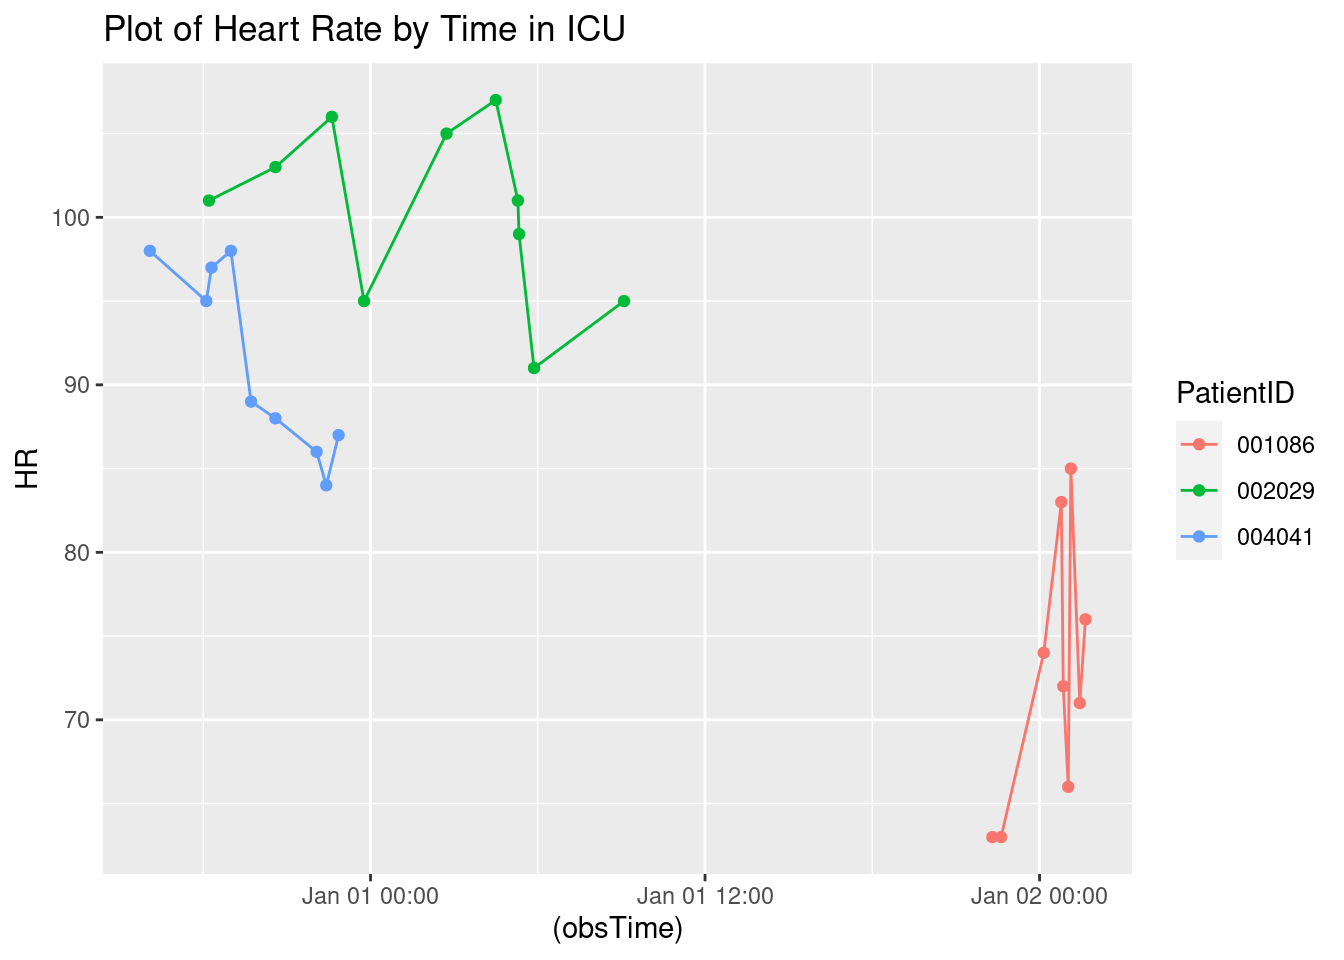 Plot of Heart Rate by Time in ICU
HR
100
90
80
70
Jan 01 00:00
Jan 01 12:00
Jan 02 00:00
(obsTime)
PatientID
001086
002029
004041